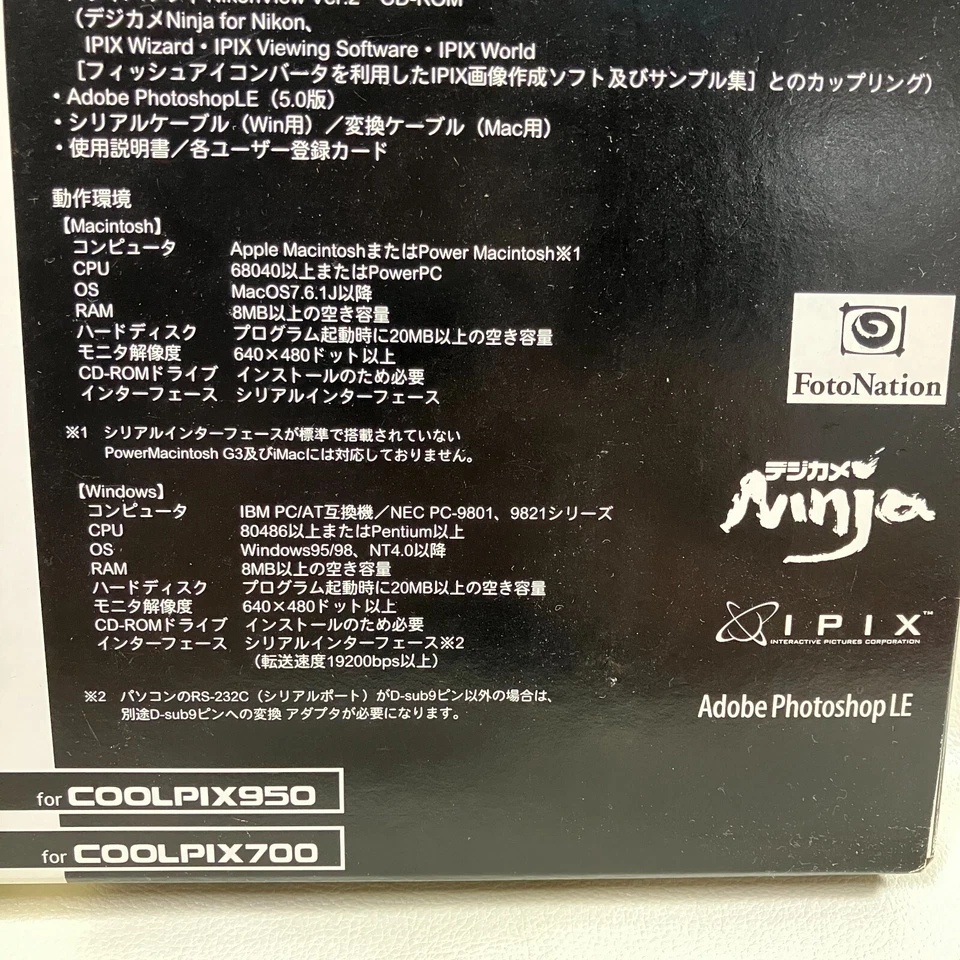 NikonView Ver.2 CD-ROM
（デジカメNinja for Nikon、
IPIX Wizard・IPIX Viewing Software・IPIX World
［フィッシュアイコンバータを利用したIPIX画像作成ソフト及びサンプル集］とのカップリング）
・Adobe PhotoshopLE（5.0版）
・シリアルケーブル（Win用）／変換ケーブル（Mac用）
・使用説明書／各ユーザー登録カード
動作環境
【Macintosh】
コンピュータ Apple MacintoshまたはPower Macintosh※1
CPU 68040以上またはPowerPC
OS MacOS7.6.1J以降
RAM 8MB以上の空き容量
ハードディスク プログラム起動時に20MB以上の空き容量
モニタ解像度 640×480ドット以上
CD-ROMドライブ インストールのため必要
インターフェース シリアルインターフェース
※1 シリアルインターフェースが標準で搭載されていない
PowerMacintosh G3及びiMacには対応しておりません。
【Windows】
コンピュータ IBM PC/AT互換機／NEC PC-9801、9821シリーズ
CPU 80486以上またはPentium以上
OS Windows95/98、NT4.0以降
RAM 8MB以上の空き容量
ハードディスク プログラム起動時に20MB以上の空き容量
モニタ解像度 640×480ドット以上
CD-ROMドライブ インストールのため必要
インターフェース シリアルインターフェース※2
（転送速度19200bps以上）
※2 パソコンのRS-232C（シリアルポート）がD-sub9ピン以外の場合は、
別途D-sub9ピンへの変換 アダプタが必要になります。
FotoNation
デジカメ
Ninja
IPIX™
INTERACTIVE PICTURES CORPORATION
Adobe Photoshop LE
for COOLPIX950
for COOLPIX700